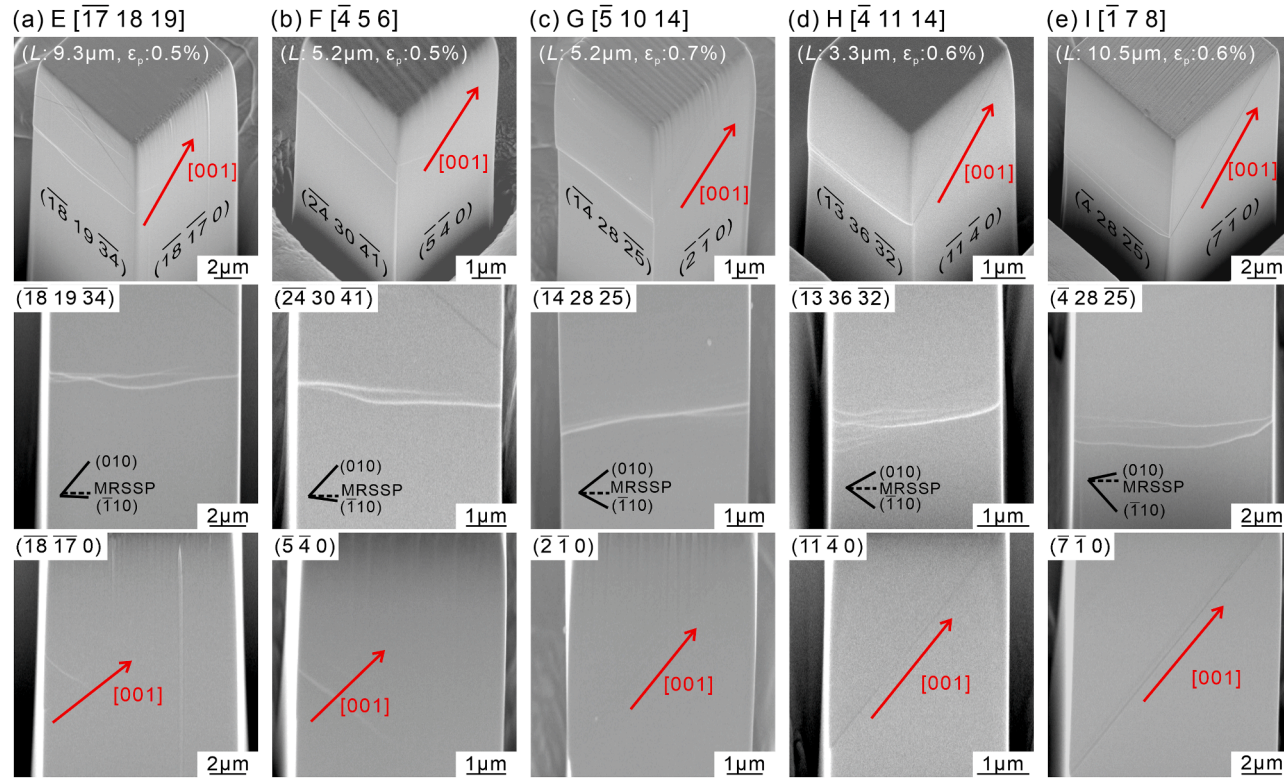 (a) E [1̅7̅ 18 19]
(L: 9.3μm, εₚ:0.5%)
[001]
(1̅8̅ 19 3̅4̅)
(1̅8̅ 1̅7̅ 0)
2μm
(b) F [4̅ 5 6]
(L: 5.2μm, εₚ:0.5%)
[001]
(2̅4̅ 30 4̅1̅)
(5̅ 4̅ 0)
1μm
(c) G [5̅ 10 14]
(L: 5.2μm, εₚ:0.7%)
[001]
(1̅4̅ 28 2̅5̅)
(2̅ 1̅ 0)
1μm
(d) H [4̅ 11 14]
(L: 3.3μm, εₚ:0.6%)
[001]
(1̅3̅ 36 3̅2̅)
(1̅1̅ 4̅ 0)
1μm
(e) I [1̅ 7 8]
(L: 10.5μm, εₚ:0.6%)
[001]
(4̅ 28 2̅5̅)
(7̅ 1̅ 0)
2μm
(1̅8̅ 19 3̅4̅)
(010)
MRSSP
(1̅10)
2μm
(2̅4̅ 30 4̅1̅)
(010)
MRSSP
(1̅10)
1μm
(1̅4̅ 28 2̅5̅)
(010)
MRSSP
(1̅10)
1μm
(1̅3̅ 36 3̅2̅)
(010)
MRSSP
(1̅10)
1μm
(4̅ 28 2̅5̅)
(010)
MRSSP
(1̅10)
2μm
(1̅8̅ 1̅7̅ 0)
[001]
2μm
(5̅ 4̅ 0)
[001]
1μm
(2̅ 1̅ 0)
[001]
1μm
(1̅1̅ 4̅ 0)
[001]
1μm
(7̅ 1̅ 0)
[001]
2μm